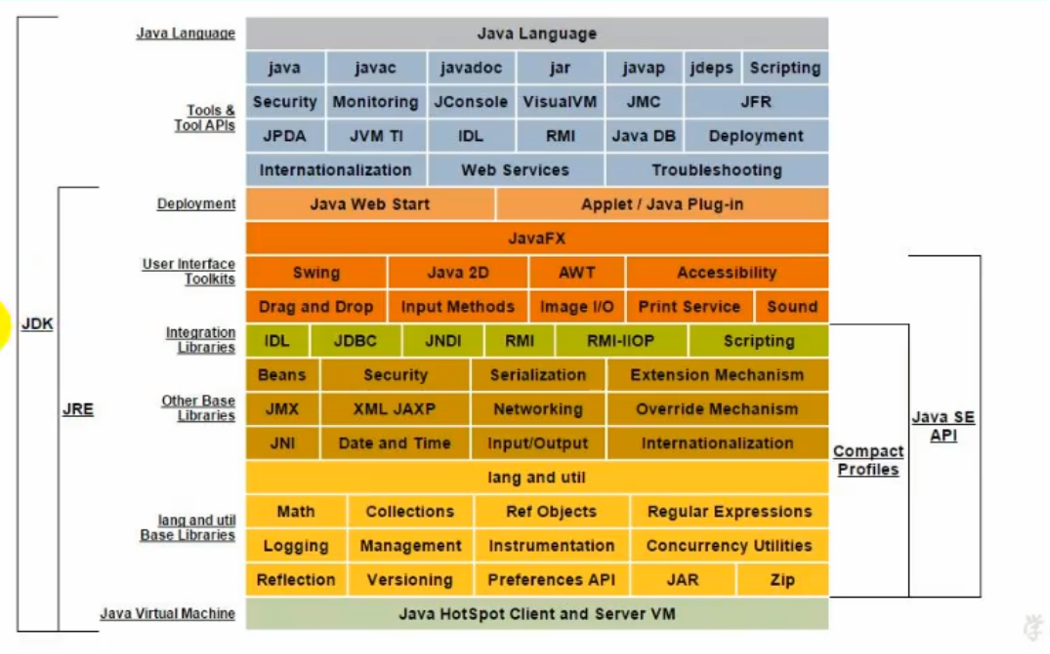 Java Language Java Language
java javac javadoc jar javap jdeps Scripting
Tools & Tool APIs
Security Monitoring JConsole VisualVM JMC JFR
JPDA JVM TI IDL RMI Java DB Deployment
Internationalization Web Services Troubleshooting
Deployment Java Web Start Applet / Java Plug-in
JavaFX
User Interface Toolkits
Swing Java 2D AWT Accessibility
Drag and Drop Input Methods Image I/O Print Service Sound
JDK
Integration Libraries
IDL JDBC JNDI RMI RMI-IIOP Scripting
Beans Security Serialization Extension Mechanism
JRE
Other Base Libraries
JMX XML JAXP Networking Override Mechanism
Java SE API
JNI Date and Time Input/Output Internationalization
Compact Profiles
lang and util
Math Collections Ref Objects Regular Expressions
lang and util Base Libraries
Logging Management Instrumentation Concurrency Utilities
Reflection Versioning Preferences API JAR Zip
Java Virtual Machine Java HotSpot Client and Server VM
学